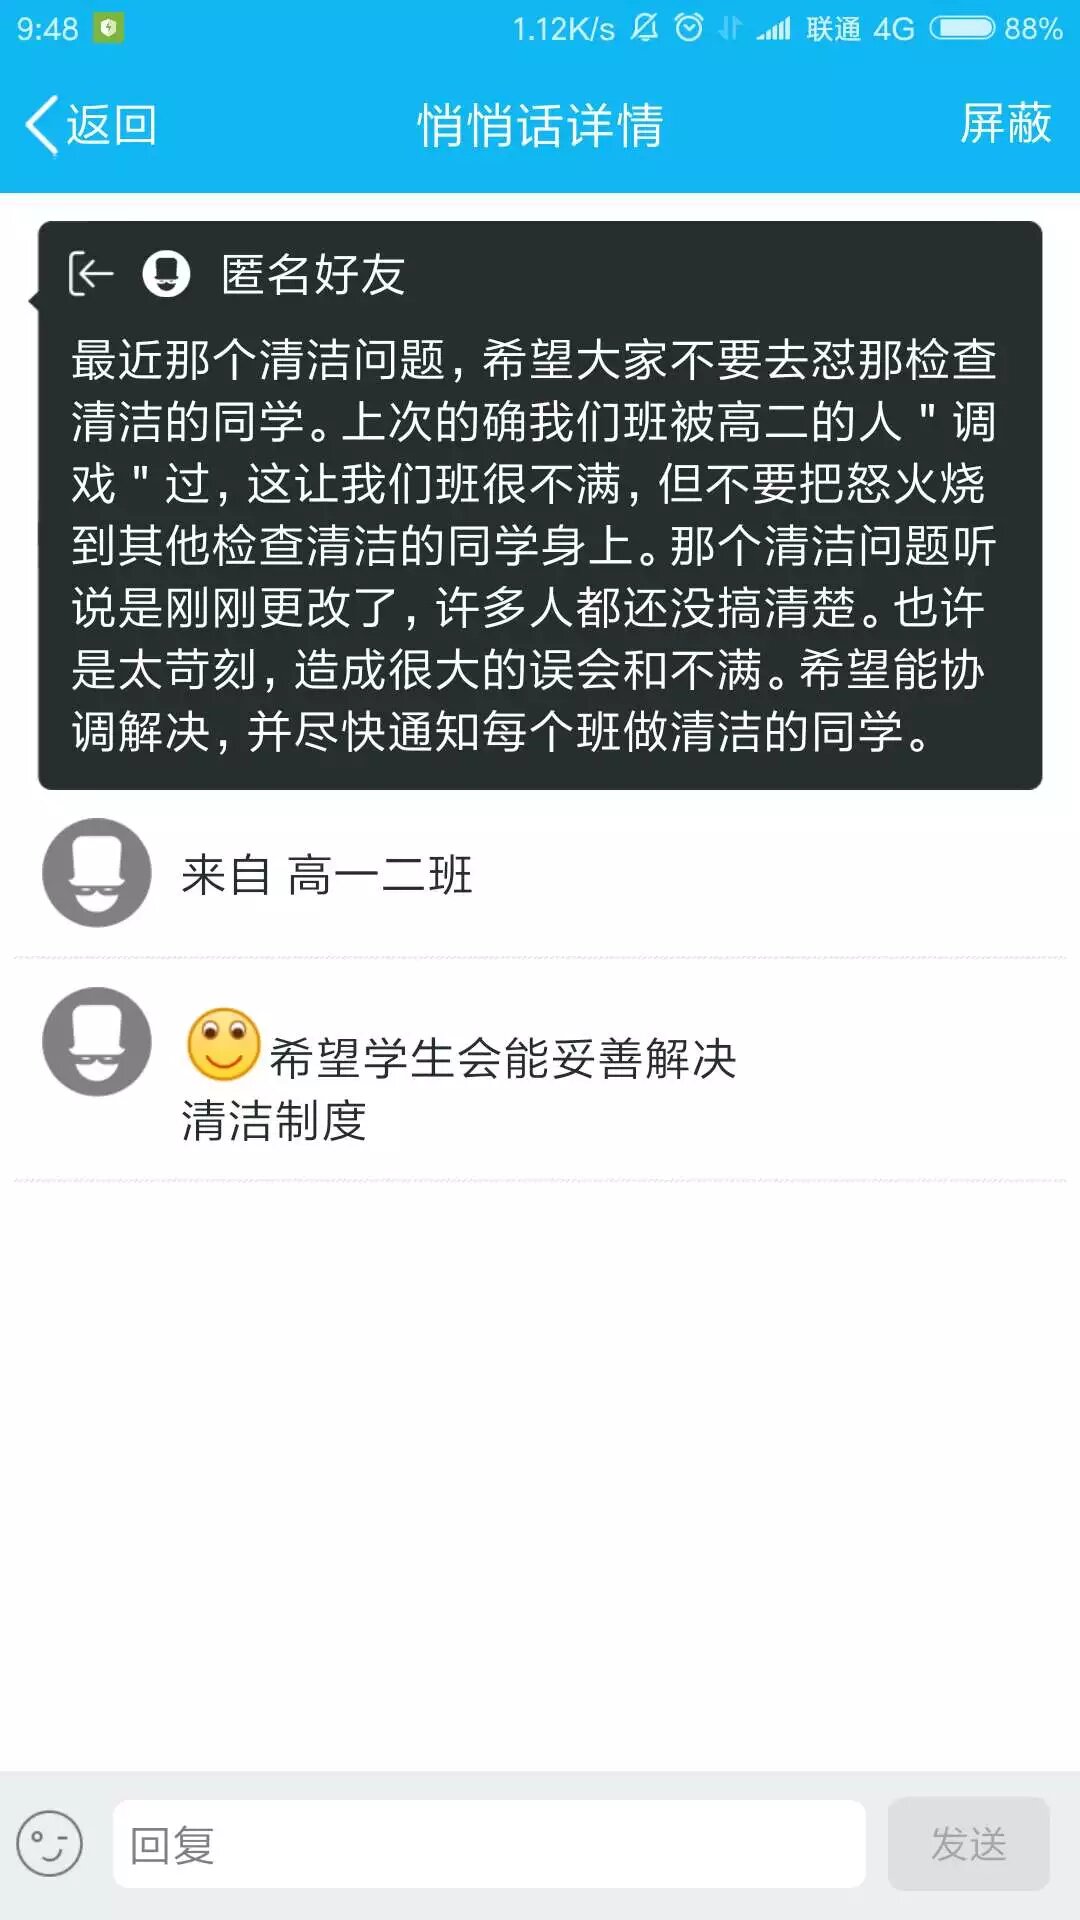 9:48 1.12K/s 联通 4G 88%
返回 悄悄话详情 屏蔽
匿名好友
最近那个清洁问题，希望大家不要去怼那检查
清洁的同学。上次的确我们班被高二的人＂调
戏＂过，这让我们班很不满，但不要把怒火烧
到其他检查清洁的同学身上。那个清洁问题听
说是刚刚更改了，许多人都还没搞清楚。也许
是太苛刻，造成很大的误会和不满。希望能协
调解决，并尽快通知每个班做清洁的同学。
来自 高一二班
希望学生会能妥善解决
清洁制度
回复 发送